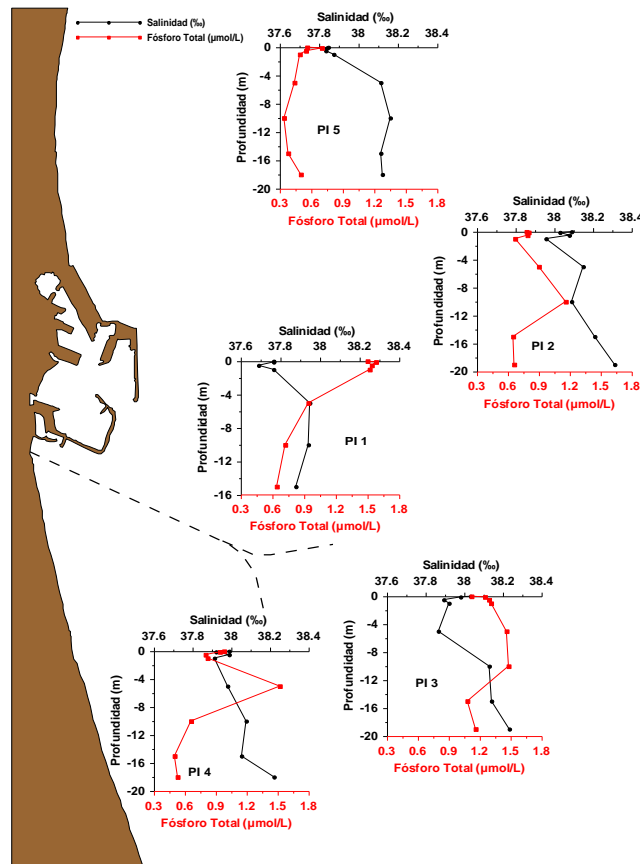 Salinidad (‰)
Fósforo Total (µmol/L)
Salinidad (‰)
37.6 37.8 38 38.2 38.4
0
-4
-8
-12
-16
-20
Profundidad (m)
PI 5
0.3 0.6 0.9 1.2 1.5 1.8
Fósforo Total (µmol/L)
Salinidad (‰)
37.6 37.8 38 38.2 38.4
0
-4
-8
-12
-16
-20
Profundidad (m)
PI 2
0.3 0.6 0.9 1.2 1.5 1.8
Fósforo Total (µmol/L)
Salinidad (‰)
37.6 37.8 38 38.2 38.4
0
-4
-8
-12
-16
Profundidad (m)
PI 1
0.3 0.6 0.9 1.2 1.5 1.8
Fósforo Total (µmol/L)
Salinidad (‰)
37.6 37.8 38 38.2 38.4
0
-4
-8
-12
-16
-20
Profundidad (m)
PI 3
0.3 0.6 0.9 1.2 1.5 1.8
Fósforo Total (µmol/L)
Salinidad (‰)
37.6 37.8 38 38.2 38.4
0
-4
-8
-12
-16
-20
Profundidad (m)
PI 4
0.3 0.6 0.9 1.2 1.5 1.8
Fósforo Total (µmol/L)